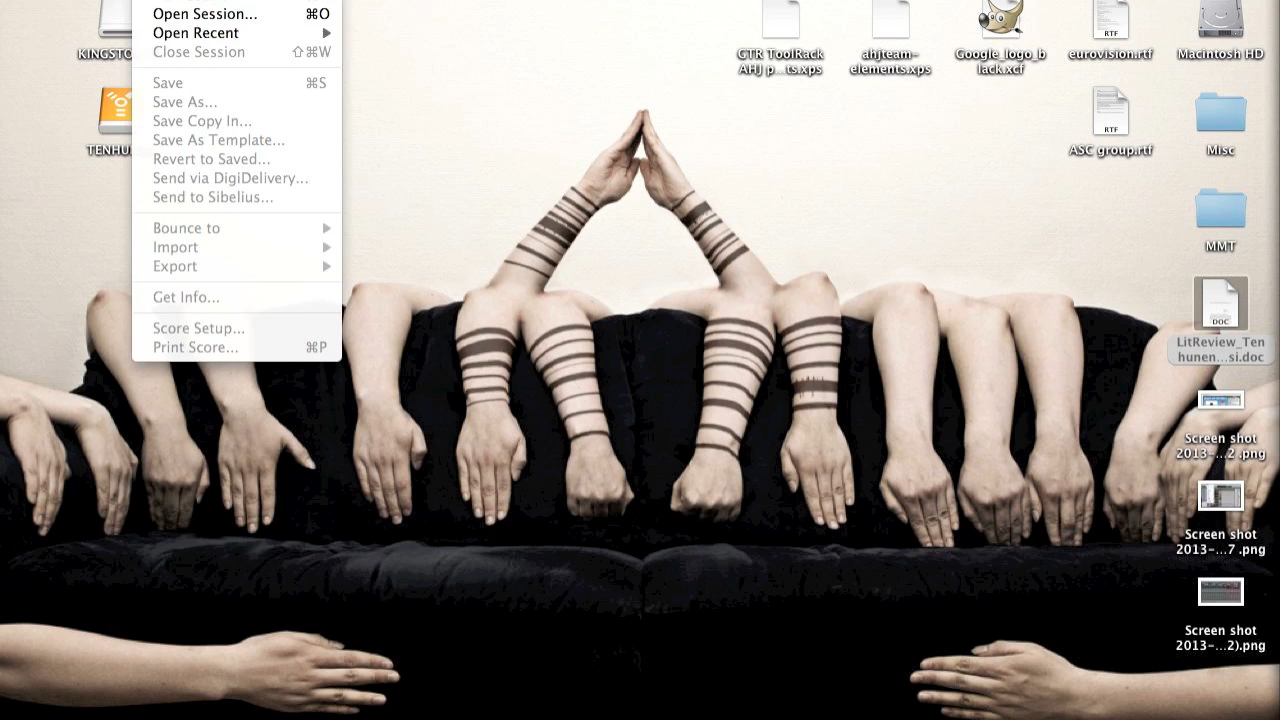 Open Session... ⌘O
Open Recent
Close Session ⇧⌘W
Save ⌘S
Save As...
Save Copy In...
Save As Template...
Revert to Saved...
Send via DigiDelivery...
Send to Sibelius...
Bounce to
Import
Export
Get Info...
Score Setup...
Print Score... ⌘P
KINGSTO
TENHU
CTR ToolRack
AHJ p...ts.xps
ahjteam-
elements.xps
Google_logo_b
lack.xcf
RTF
eurovision.rtf
Macintosh HD
RTF
ASC group.rtf
Misc
MMT
DOC
LitReview_Ten
hunen...si.doc
Screen shot
2013-...2 .png
Screen shot
2013-...7 .png
Screen shot
2013-...2).png